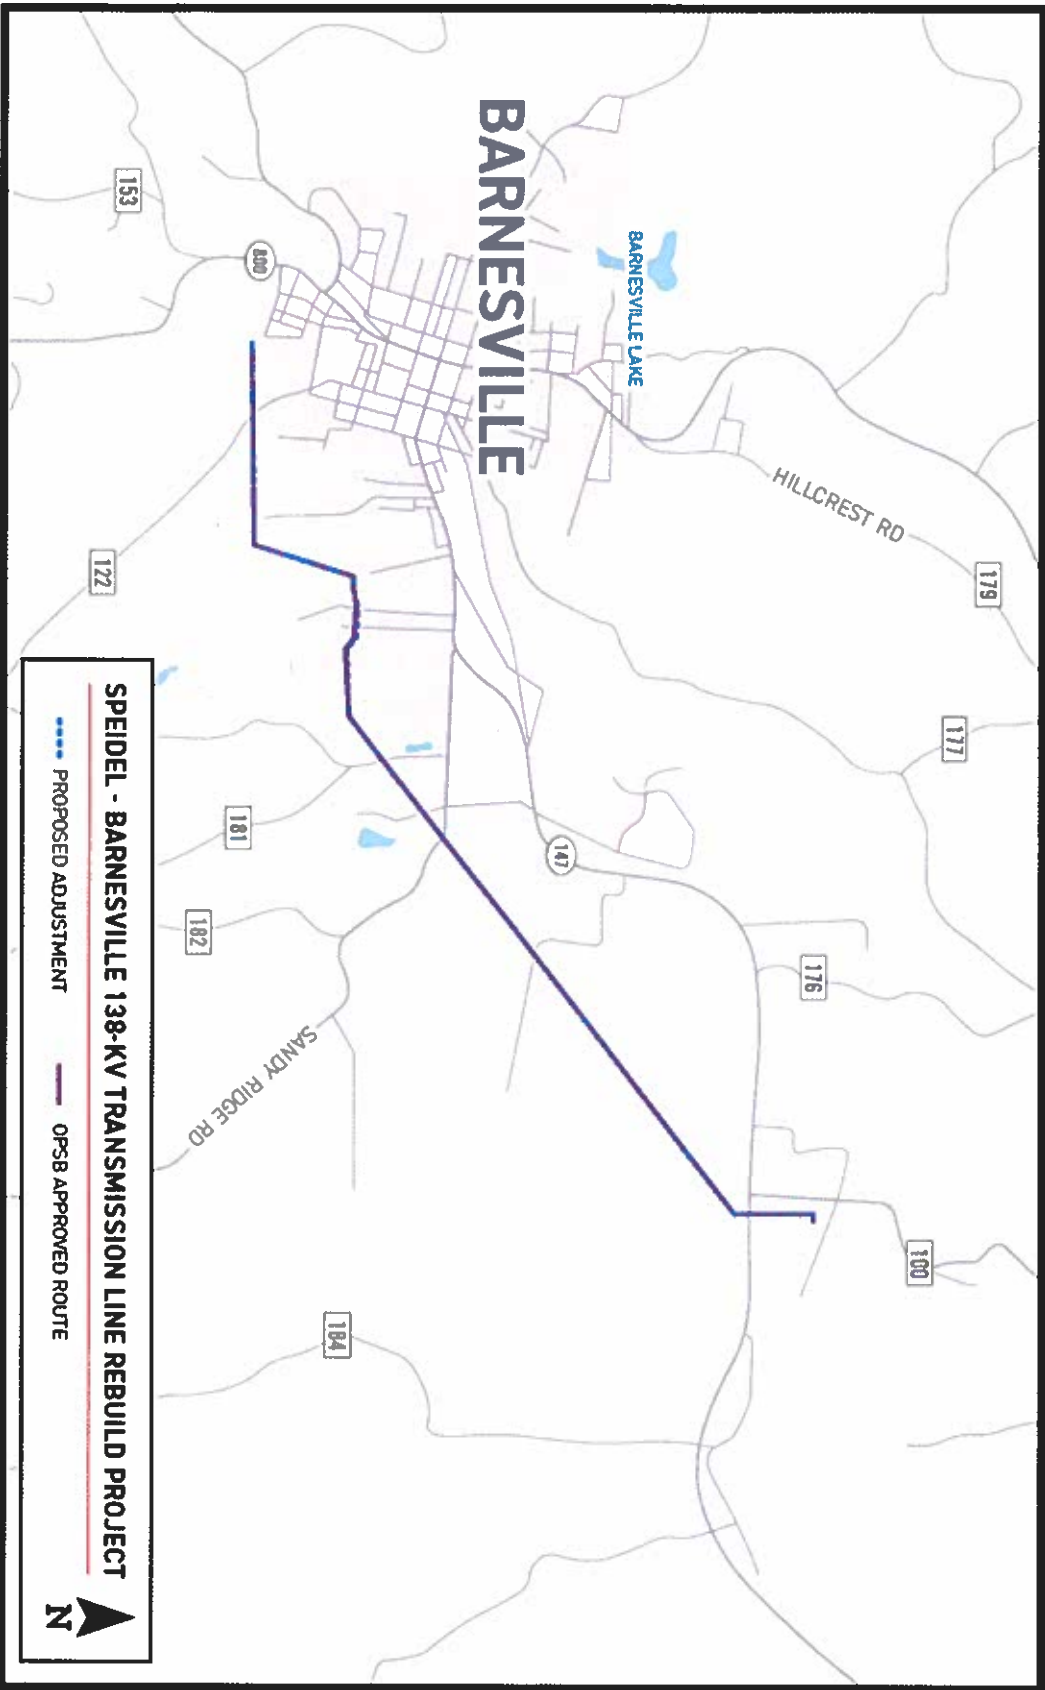 BARNESVILLE
BARNESVILLE LAKE
HILLCREST RD
179
177
176
100
147
153
800
122
181
182
SANDY RIDGE RD
184
SPEIDEL - BARNESVILLE 138-KV TRANSMISSION LINE REBUILD PROJECT
PROPOSED ADJUSTMENT
OPSB APPROVED ROUTE
N